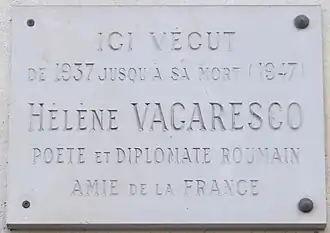 ICI VÉCUT
DE 1937 JUSQU'À SA MORT (1947)
HÉLÈNE VACARESCO
POÈTE ET DIPLOMATE ROUMAIN
AMIE DE LA FRANCE